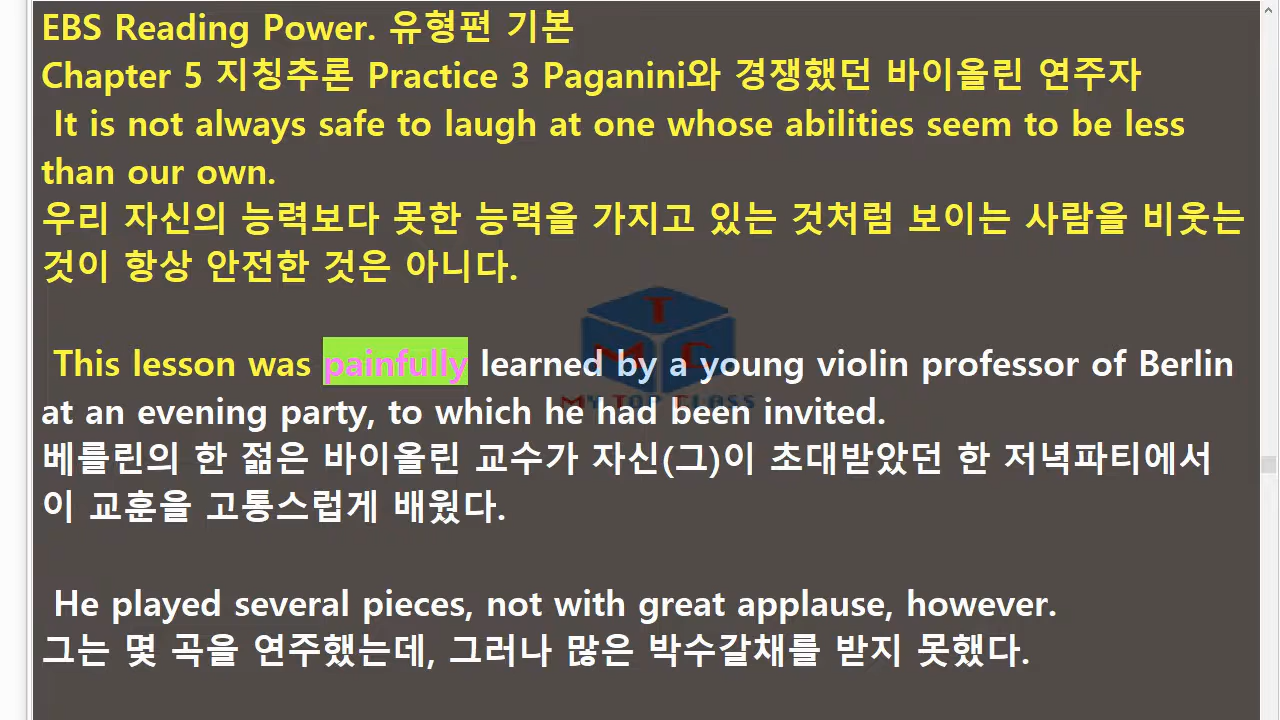 EBS Reading Power. 유형편 기본
Chapter 5 지칭추론 Practice 3 Paganini와 경쟁했던 바이올린 연주자
It is not always safe to laugh at one whose abilities seem to be less
than our own.
우리 자신의 능력보다 못한 능력을 가지고 있는 것처럼 보이는 사람을 비웃는
것이 항상 안전한 것은 아니다.
This lesson was painfully learned by a young violin professor of Berlin
at an evening party, to which he had been invited.
베를린의 한 젊은 바이올린 교수가 자신(그)이 초대받았던 한 저녁파티에서
이 교훈을 고통스럽게 배웠다.
He played several pieces, not with great applause, however.
그는 몇 곡을 연주했는데, 그러나 많은 박수갈채를 받지 못했다.
T
M C
MY TOP CLASS